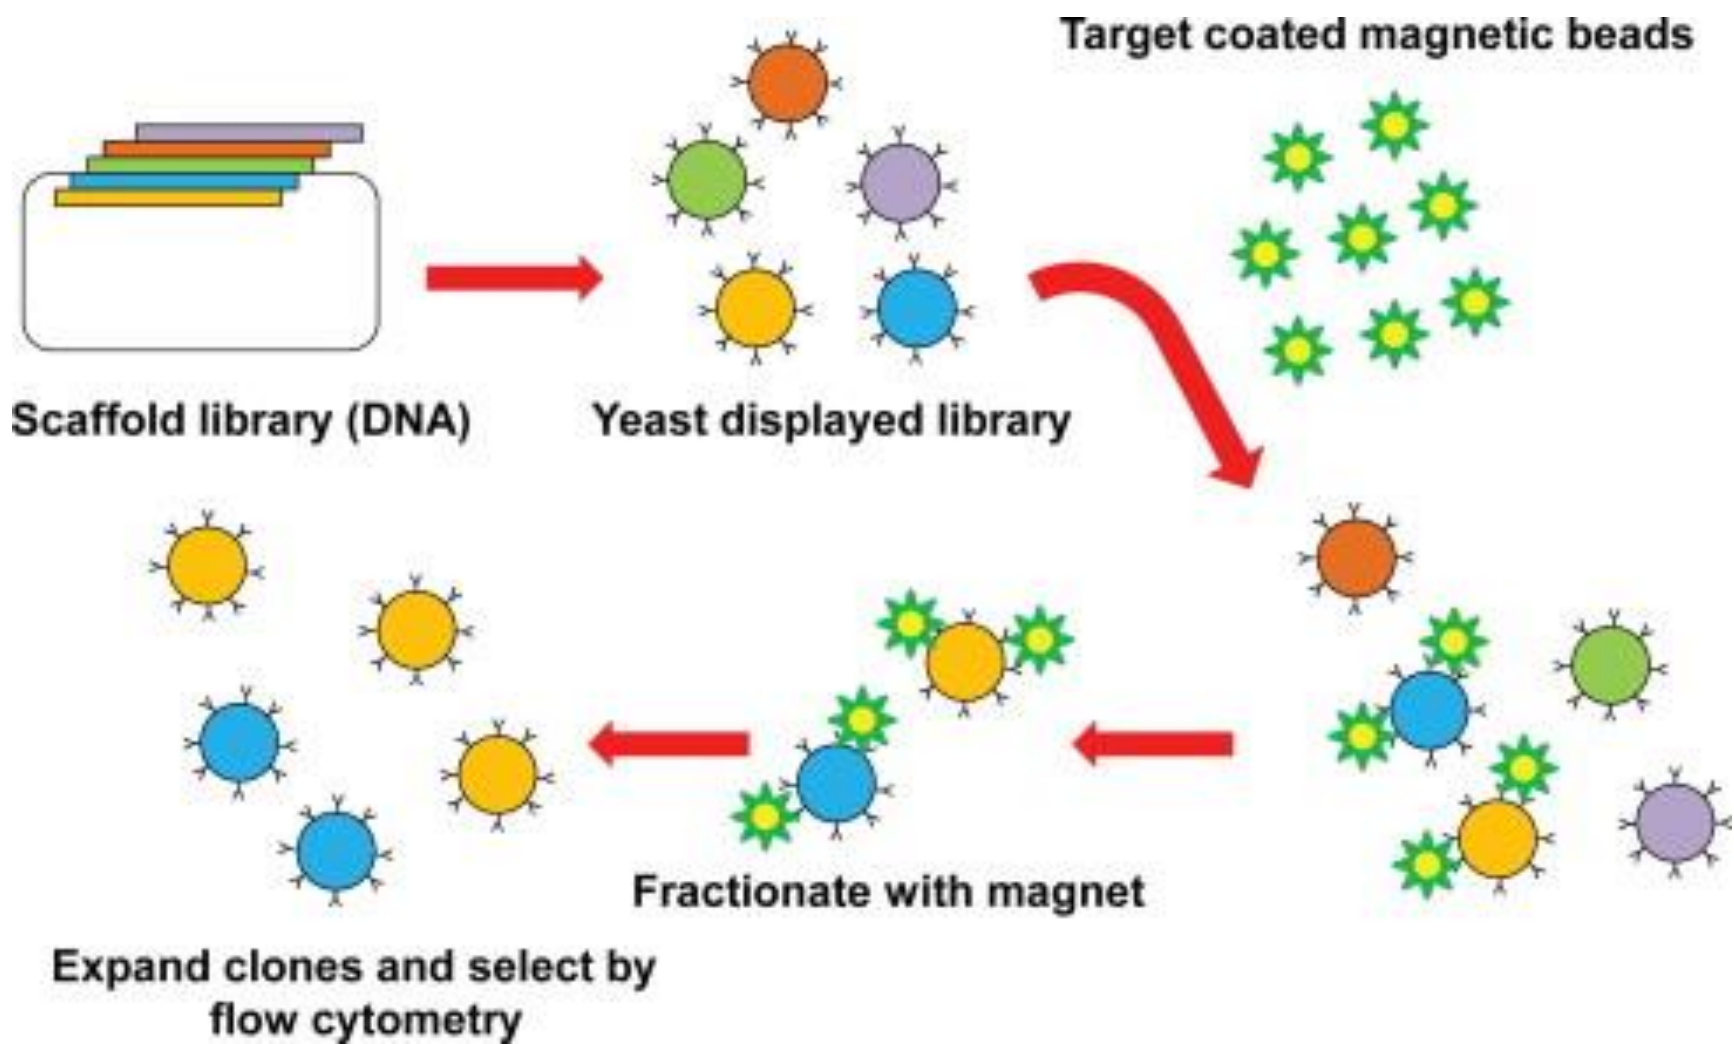 Target coated magnetic beads
Scaffold library (DNA)
Yeast displayed library
Fractionate with magnet
Expand clones and select by
flow cytometry